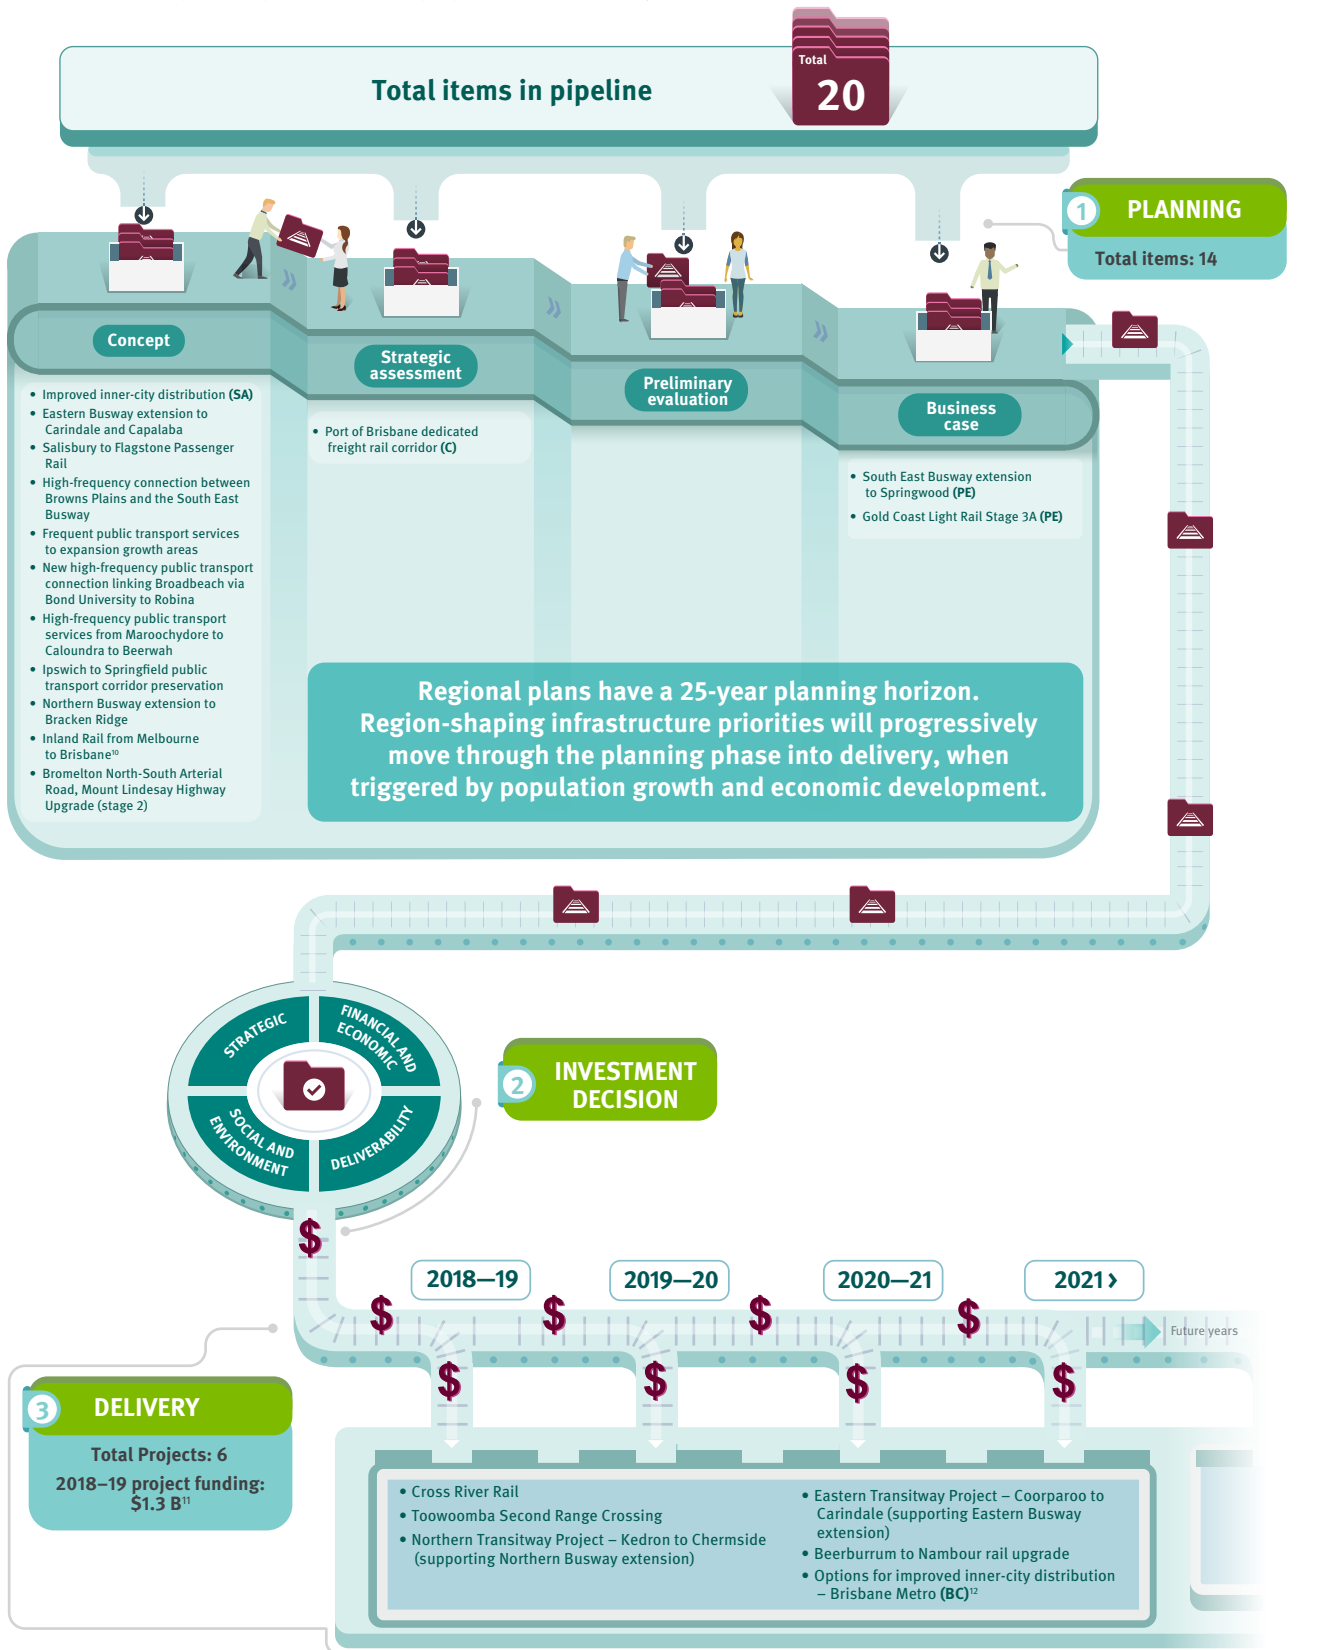 Total items in pipeline
Total
20
1
PLANNING
Total items: 14
Concept
• Improved inner-city distribution (SA)
• Eastern Busway extension to
Carindale and Capalaba
• Salisbury to Flagstone Passenger
Rail
• High-frequency connection between
Browns Plains and the South East
Busway
• Frequent public transport services
to expansion growth areas
• New high-frequency public transport
connection linking Broadbeach via
Bond University to Robina
• High-frequency public transport
services from Maroochydore to
Caloundra to Beerwah
• Ipswich to Springfield public
transport corridor preservation
• Northern Busway extension to
Bracken Ridge
• Inland Rail from Melbourne
to Brisbane¹⁰
• Bromelton North-South Arterial
Road, Mount Lindesay Highway
Upgrade (stage 2)
Strategic
assessment
• Port of Brisbane dedicated
freight rail corridor (C)
Preliminary
evaluation
Business
case
• South East Busway extension
to Springwood (PE)
• Gold Coast Light Rail Stage 3A (PE)
Regional plans have a 25-year planning horizon.
Region-shaping infrastructure priorities will progressively
move through the planning phase into delivery, when
triggered by population growth and economic development.
STRATEGIC
FINANCIAL AND
ECONOMIC
SOCIAL AND
ENVIRONMENT
DELIVERABILITY
2
INVESTMENT
DECISION
$
2018—19
2019—20
2020—21
2021 ›
$
$
$
$
Future years
$
$
$
$
3
DELIVERY
Total Projects: 6
2018–19 project funding:
$1.3 B¹¹
• Cross River Rail
• Toowoomba Second Range Crossing
• Northern Transitway Project – Kedron to Chermside
(supporting Northern Busway extension)
• Eastern Transitway Project – Coorparoo to
Carindale (supporting Eastern Busway
extension)
• Beerburrum to Nambour rail upgrade
• Options for improved inner-city distribution
– Brisbane Metro (BC)¹²